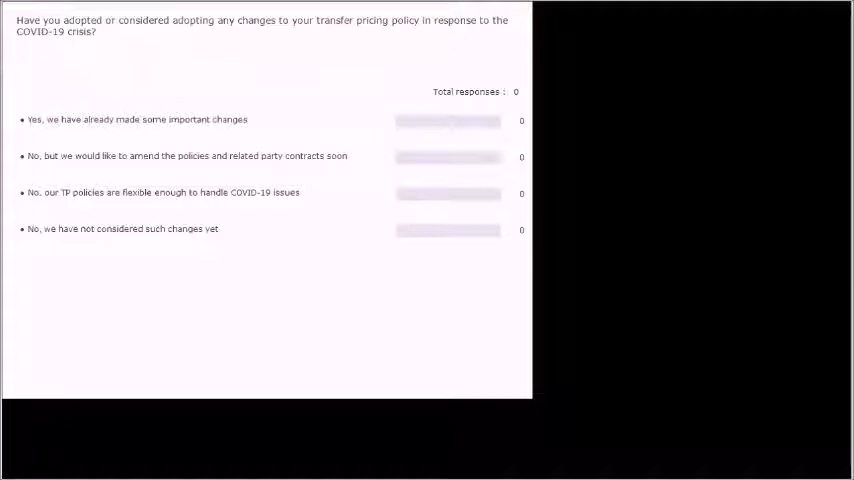 Have you adopted or considered adopting any changes to your transfer pricing policy in response to the
COVID-19 crisis?
Total responses : 0
• Yes, we have already made some important changes 0
• No, but we would like to amend the policies and related party contracts soon 0
• No. our TP policies are flexible enough to handle COVID-19 issues 0
• No, we have not considered such changes yet 0